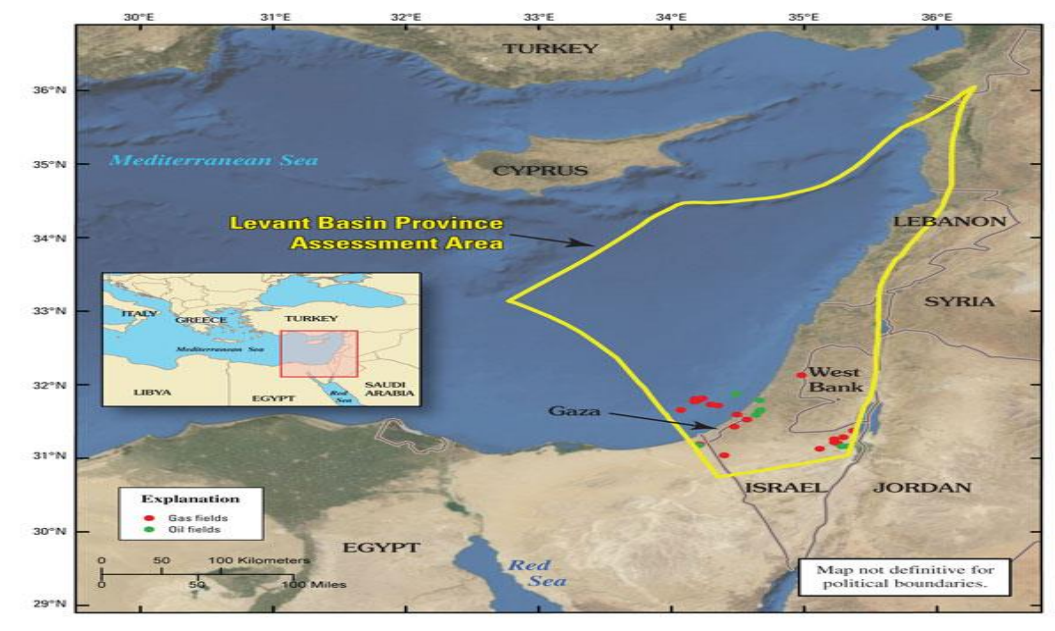 30°E 31°E 32°E 33°E 34°E 35°E 36°E
TURKEY
36°N
35°N
Mediterranean Sea
CYPRUS
Levant Basin Province
Assessment Area
34°N
LEBANON
33°N
SYRIA
ITALY
GREECE
TURKEY
Mediterranean Sea
LIBYA
EGYPT
Red
Sea
SAUDI
ARABIA
32°N
West
Bank
Gaza
31°N
ISRAEL
JORDAN
Explanation
Gas fields
Oil fields
30°N
EGYPT
0 50 100 Kilometers
0 50 100 Miles
Red
Sea
Map not definitive for
political boundaries.
29°N